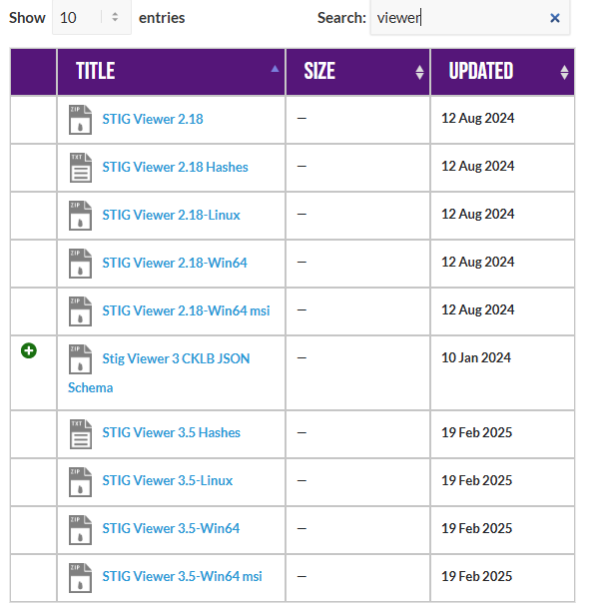 Show 10 entries Search: viewer ×
TITLE SIZE UPDATED
ZIP STIG Viewer 2.18 – 12 Aug 2024
TXT STIG Viewer 2.18 Hashes – 12 Aug 2024
ZIP STIG Viewer 2.18-Linux – 12 Aug 2024
ZIP STIG Viewer 2.18-Win64 – 12 Aug 2024
ZIP STIG Viewer 2.18-Win64 msi – 12 Aug 2024
ZIP Stig Viewer 3 CKLB JSON – 10 Jan 2024
Schema
TXT STIG Viewer 3.5 Hashes – 19 Feb 2025
ZIP STIG Viewer 3.5-Linux – 19 Feb 2025
ZIP STIG Viewer 3.5-Win64 – 19 Feb 2025
ZIP STIG Viewer 3.5-Win64 msi – 19 Feb 2025